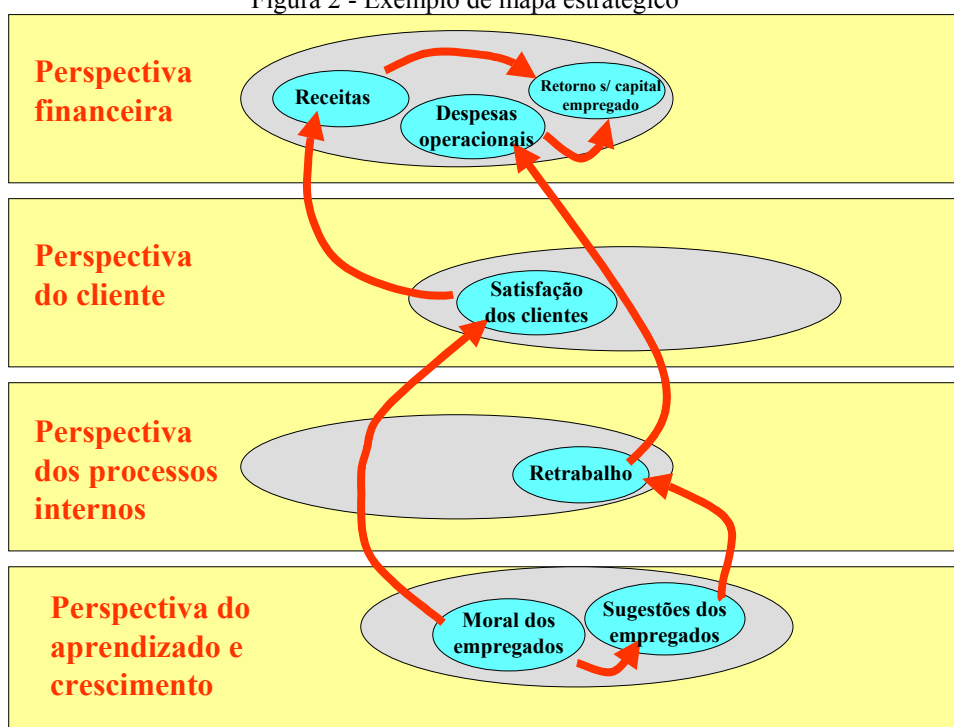 Figura 2 - Exemplo de mapa estratégico
Perspectiva
financeira
Receitas
Despesas
operacionais
Retorno s/ capital
empregado
Perspectiva
do cliente
Satisfação
dos clientes
Perspectiva
dos processos
internos
Retrabalho
Perspectiva do
aprendizado e
crescimento
Moral dos
empregados
Sugestões dos
empregados